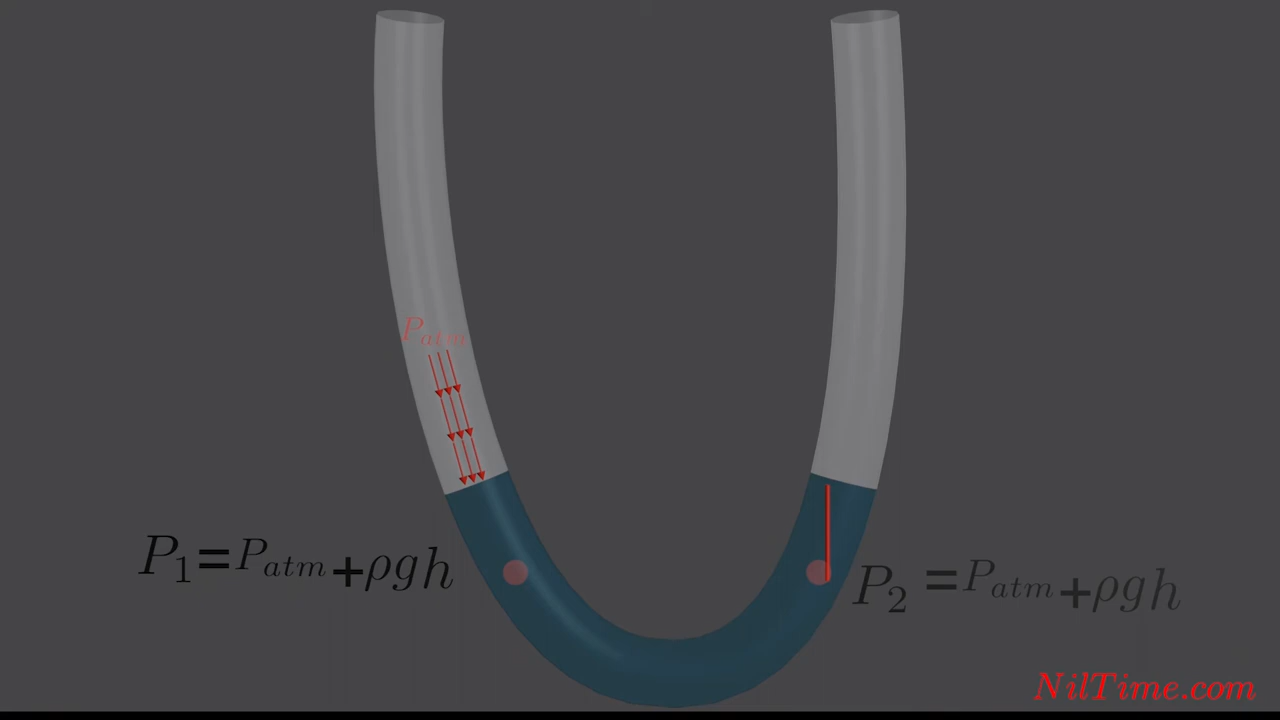 P_atm
P_1=P_atm+ρgh
P_2 =P_atm+ρgh
NilTime.com